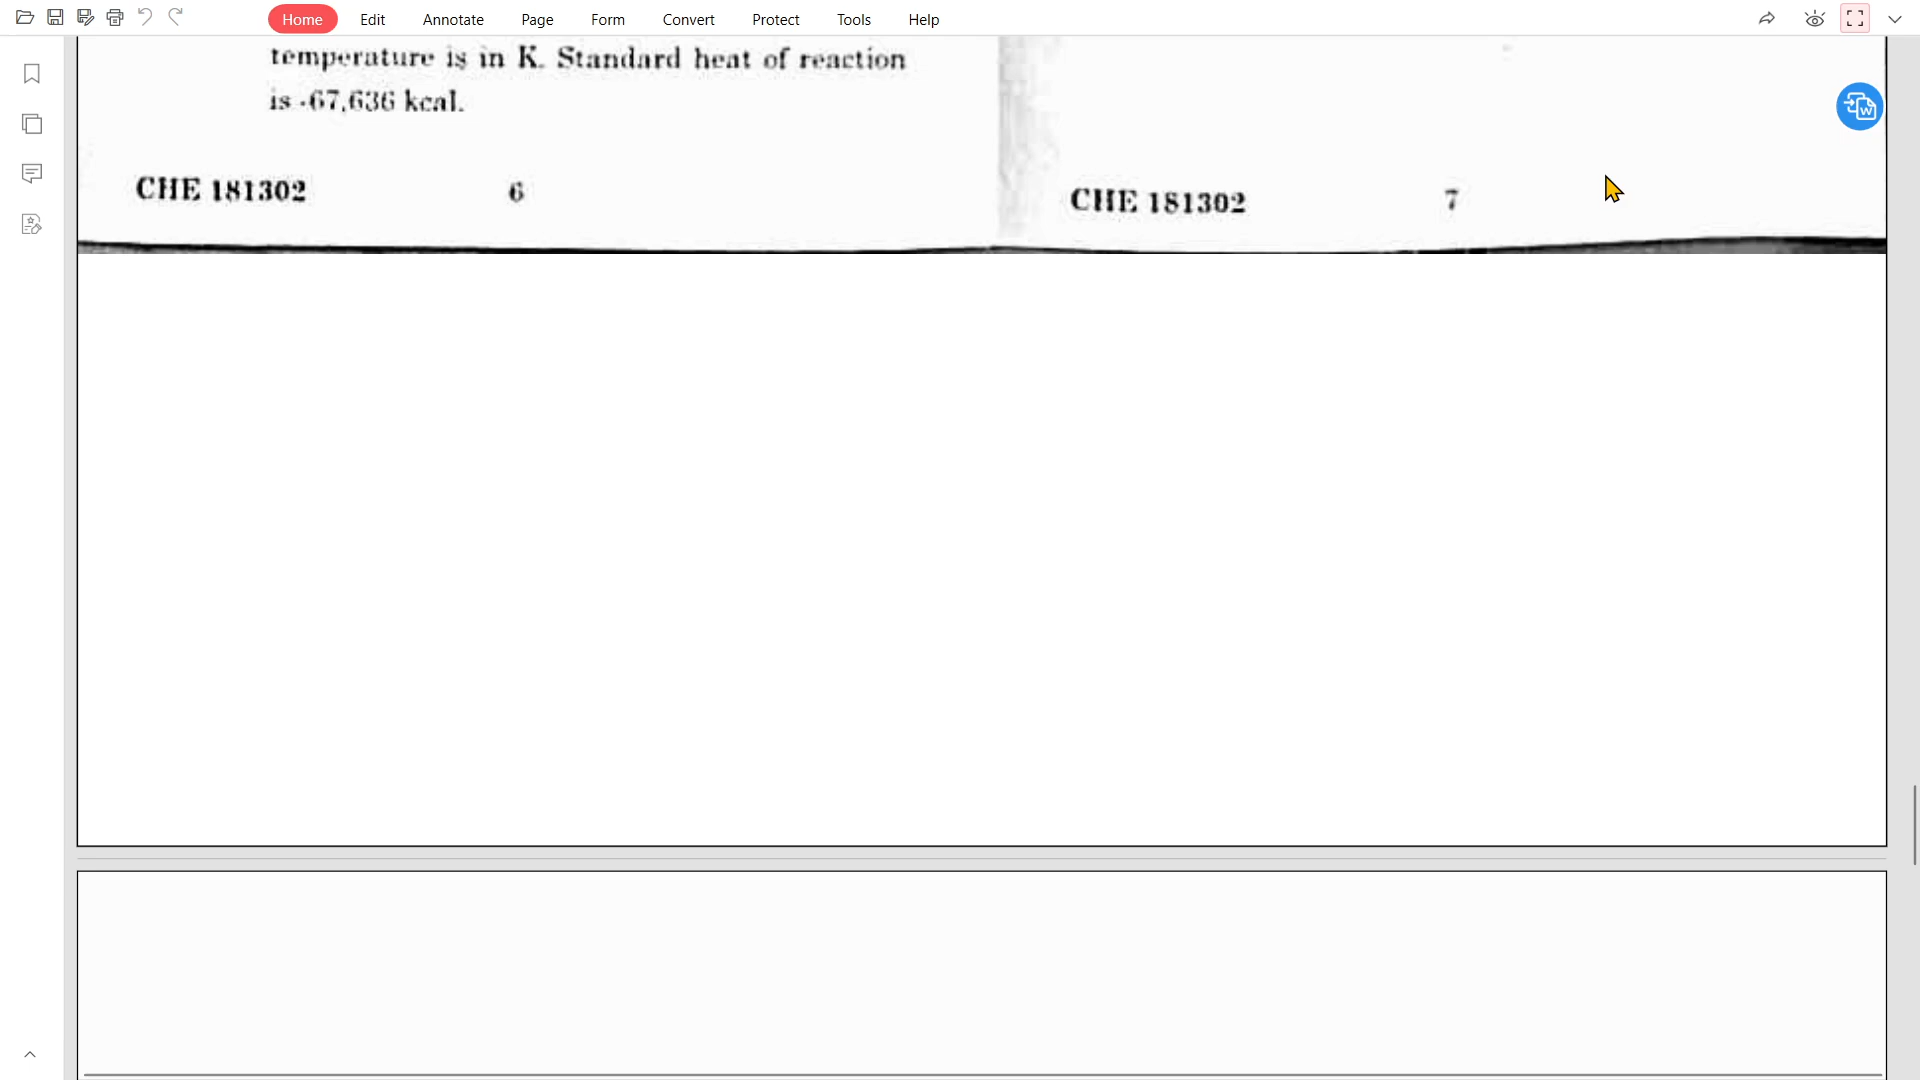 Home Edit Annotate Page Form Convert Protect Tools Help
temperature is in K. Standard heat of reaction
is -67,636 kcal.
CHE 181302 6
CHE 181302 7
W